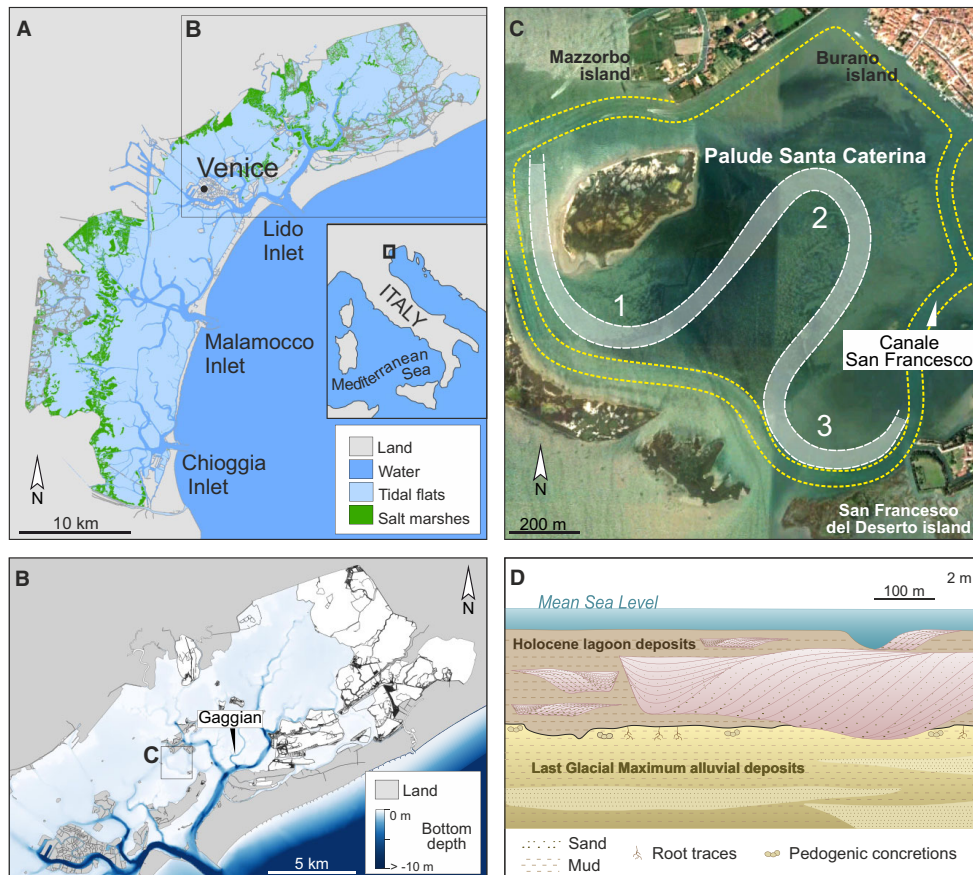 A
B
Venice
Lido
Inlet
Malamocco
Inlet
Chioggia
Inlet
ITALY
Mediterranean
Sea
Land
Water
Tidal flats
Salt marshes
N
10 km
C
Mazzorbo
island
Burano
island
Palude Santa Caterina
1
2
3
Canale
San Francesco
N
200 m
San Francesco
del Deserto island
B
N
Gaggian
C
Land
0 m
Bottom
depth
> -10 m
5 km
D
2 m
100 m
Mean Sea Level
Holocene lagoon deposits
Last Glacial Maximum alluvial deposits
Sand
Mud
Root traces
Pedogenic concretions